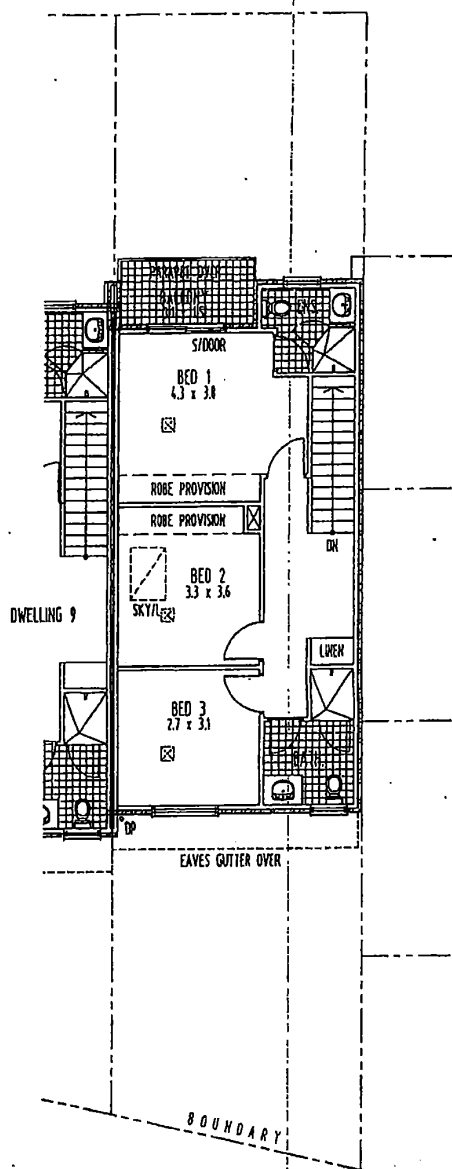 BALCONY
ENS
S/DOOR
BED 1
4.3 x 3.8
ROBE PROVISION
ROBE PROVISION
DN
BED 2
3.3 x 3.6
SKY/L
DWELLING 9
LINEN
BED 3
2.7 x 3.1
BATH
DP
EAVES GUTTER OVER
BOUNDARY